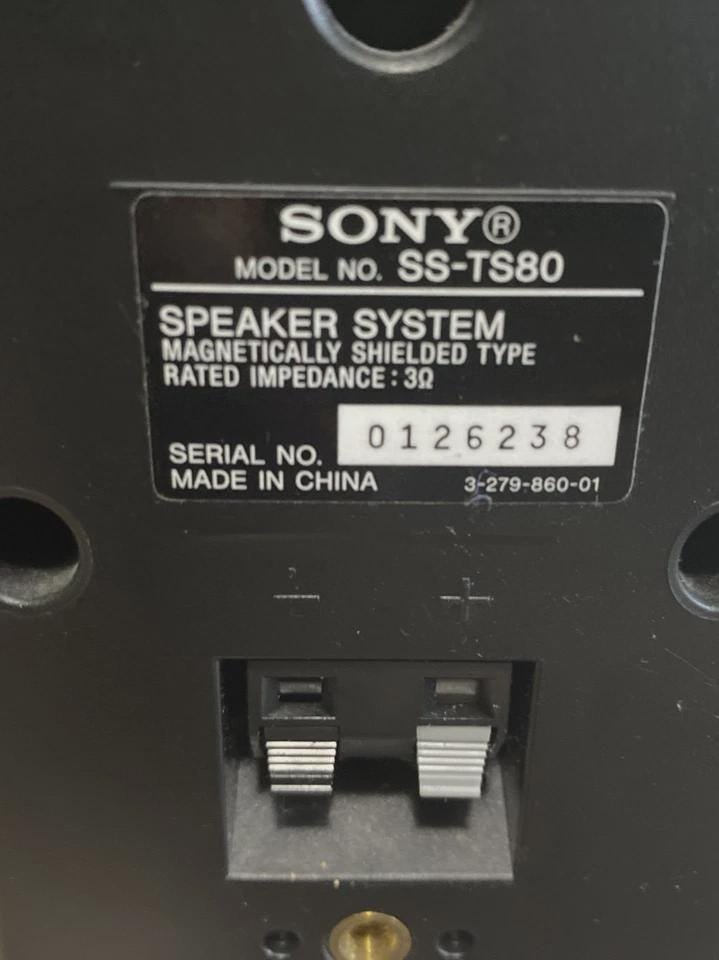 SONY®
MODEL NO. SS-TS80
SPEAKER SYSTEM
MAGNETICALLY SHIELDED TYPE
RATED IMPEDANCE : 3Ω
SERIAL NO. 0126238
MADE IN CHINA 3-279-860-01
− +